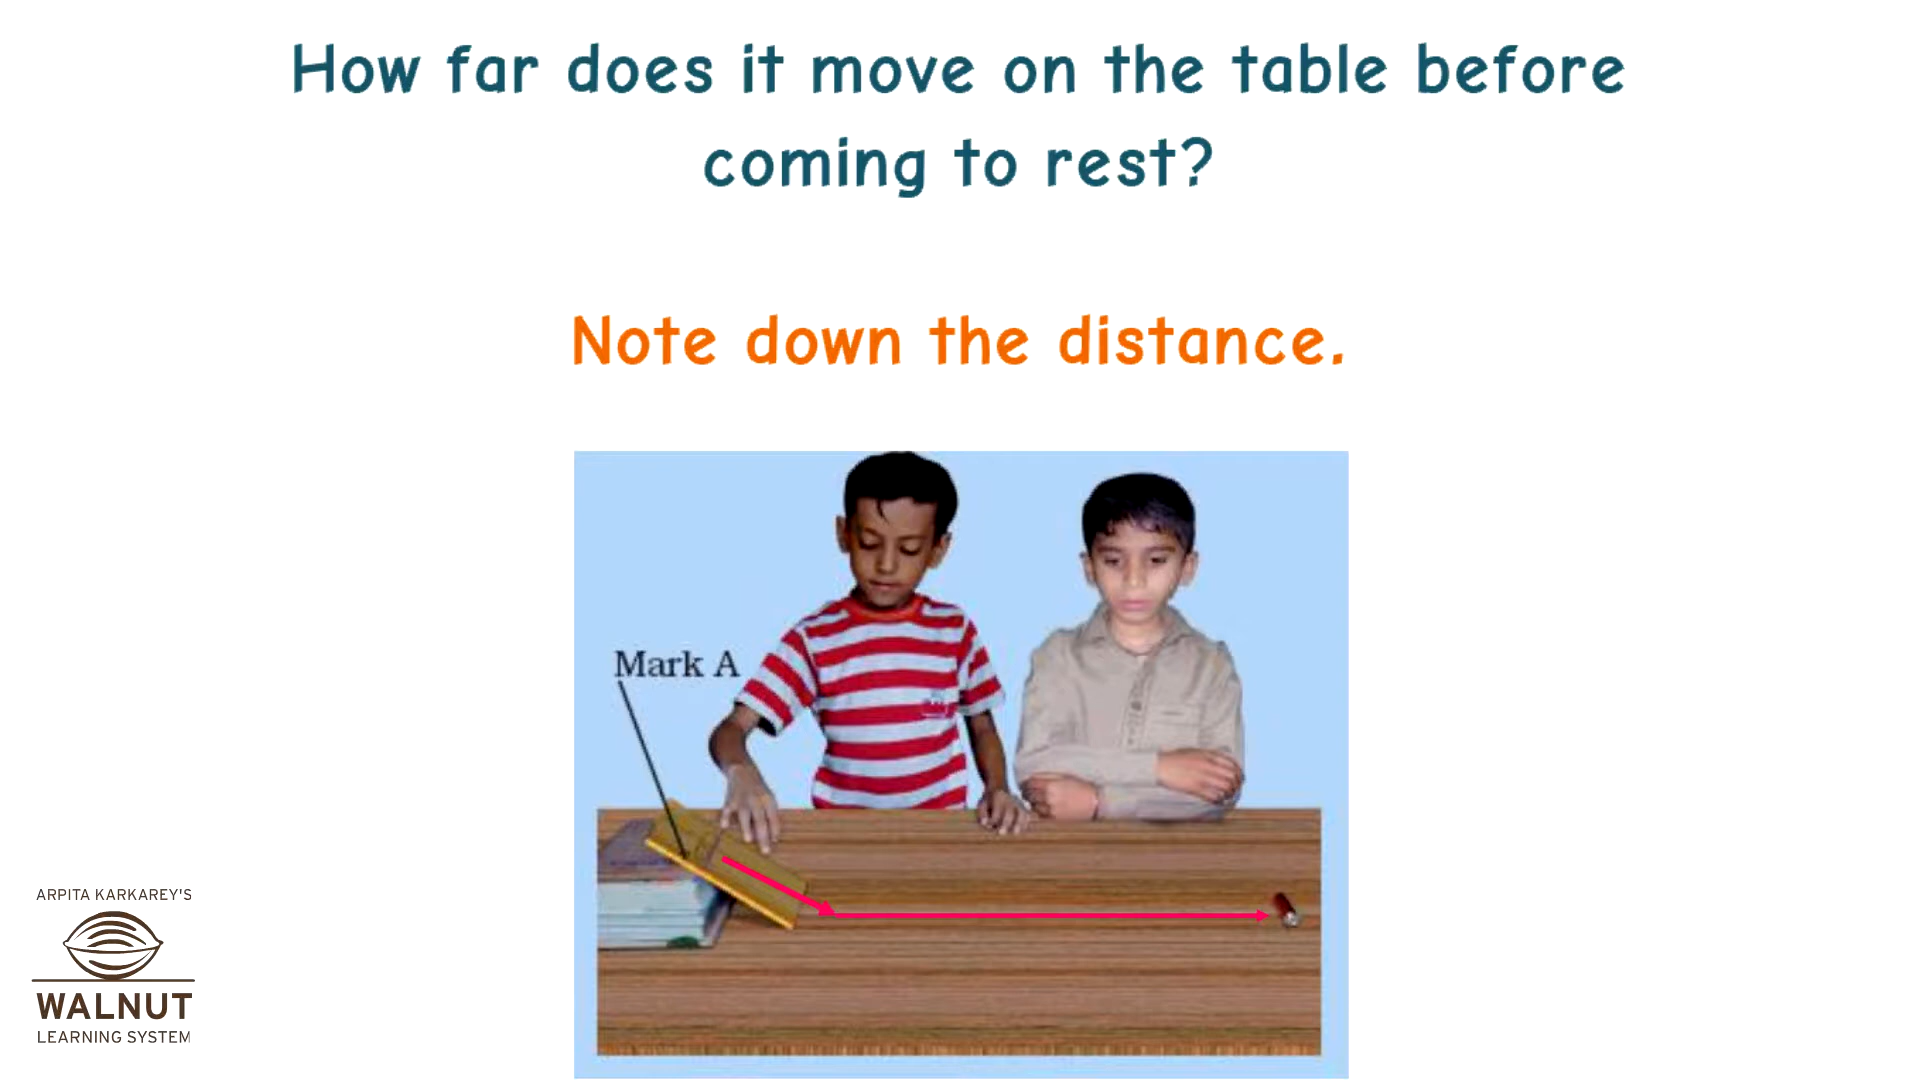 How far does it move on the table before
coming to rest?
Note down the distance.
Mark A
ARPITA KARKAREY'S
WALNUT
LEARNING SYSTEM